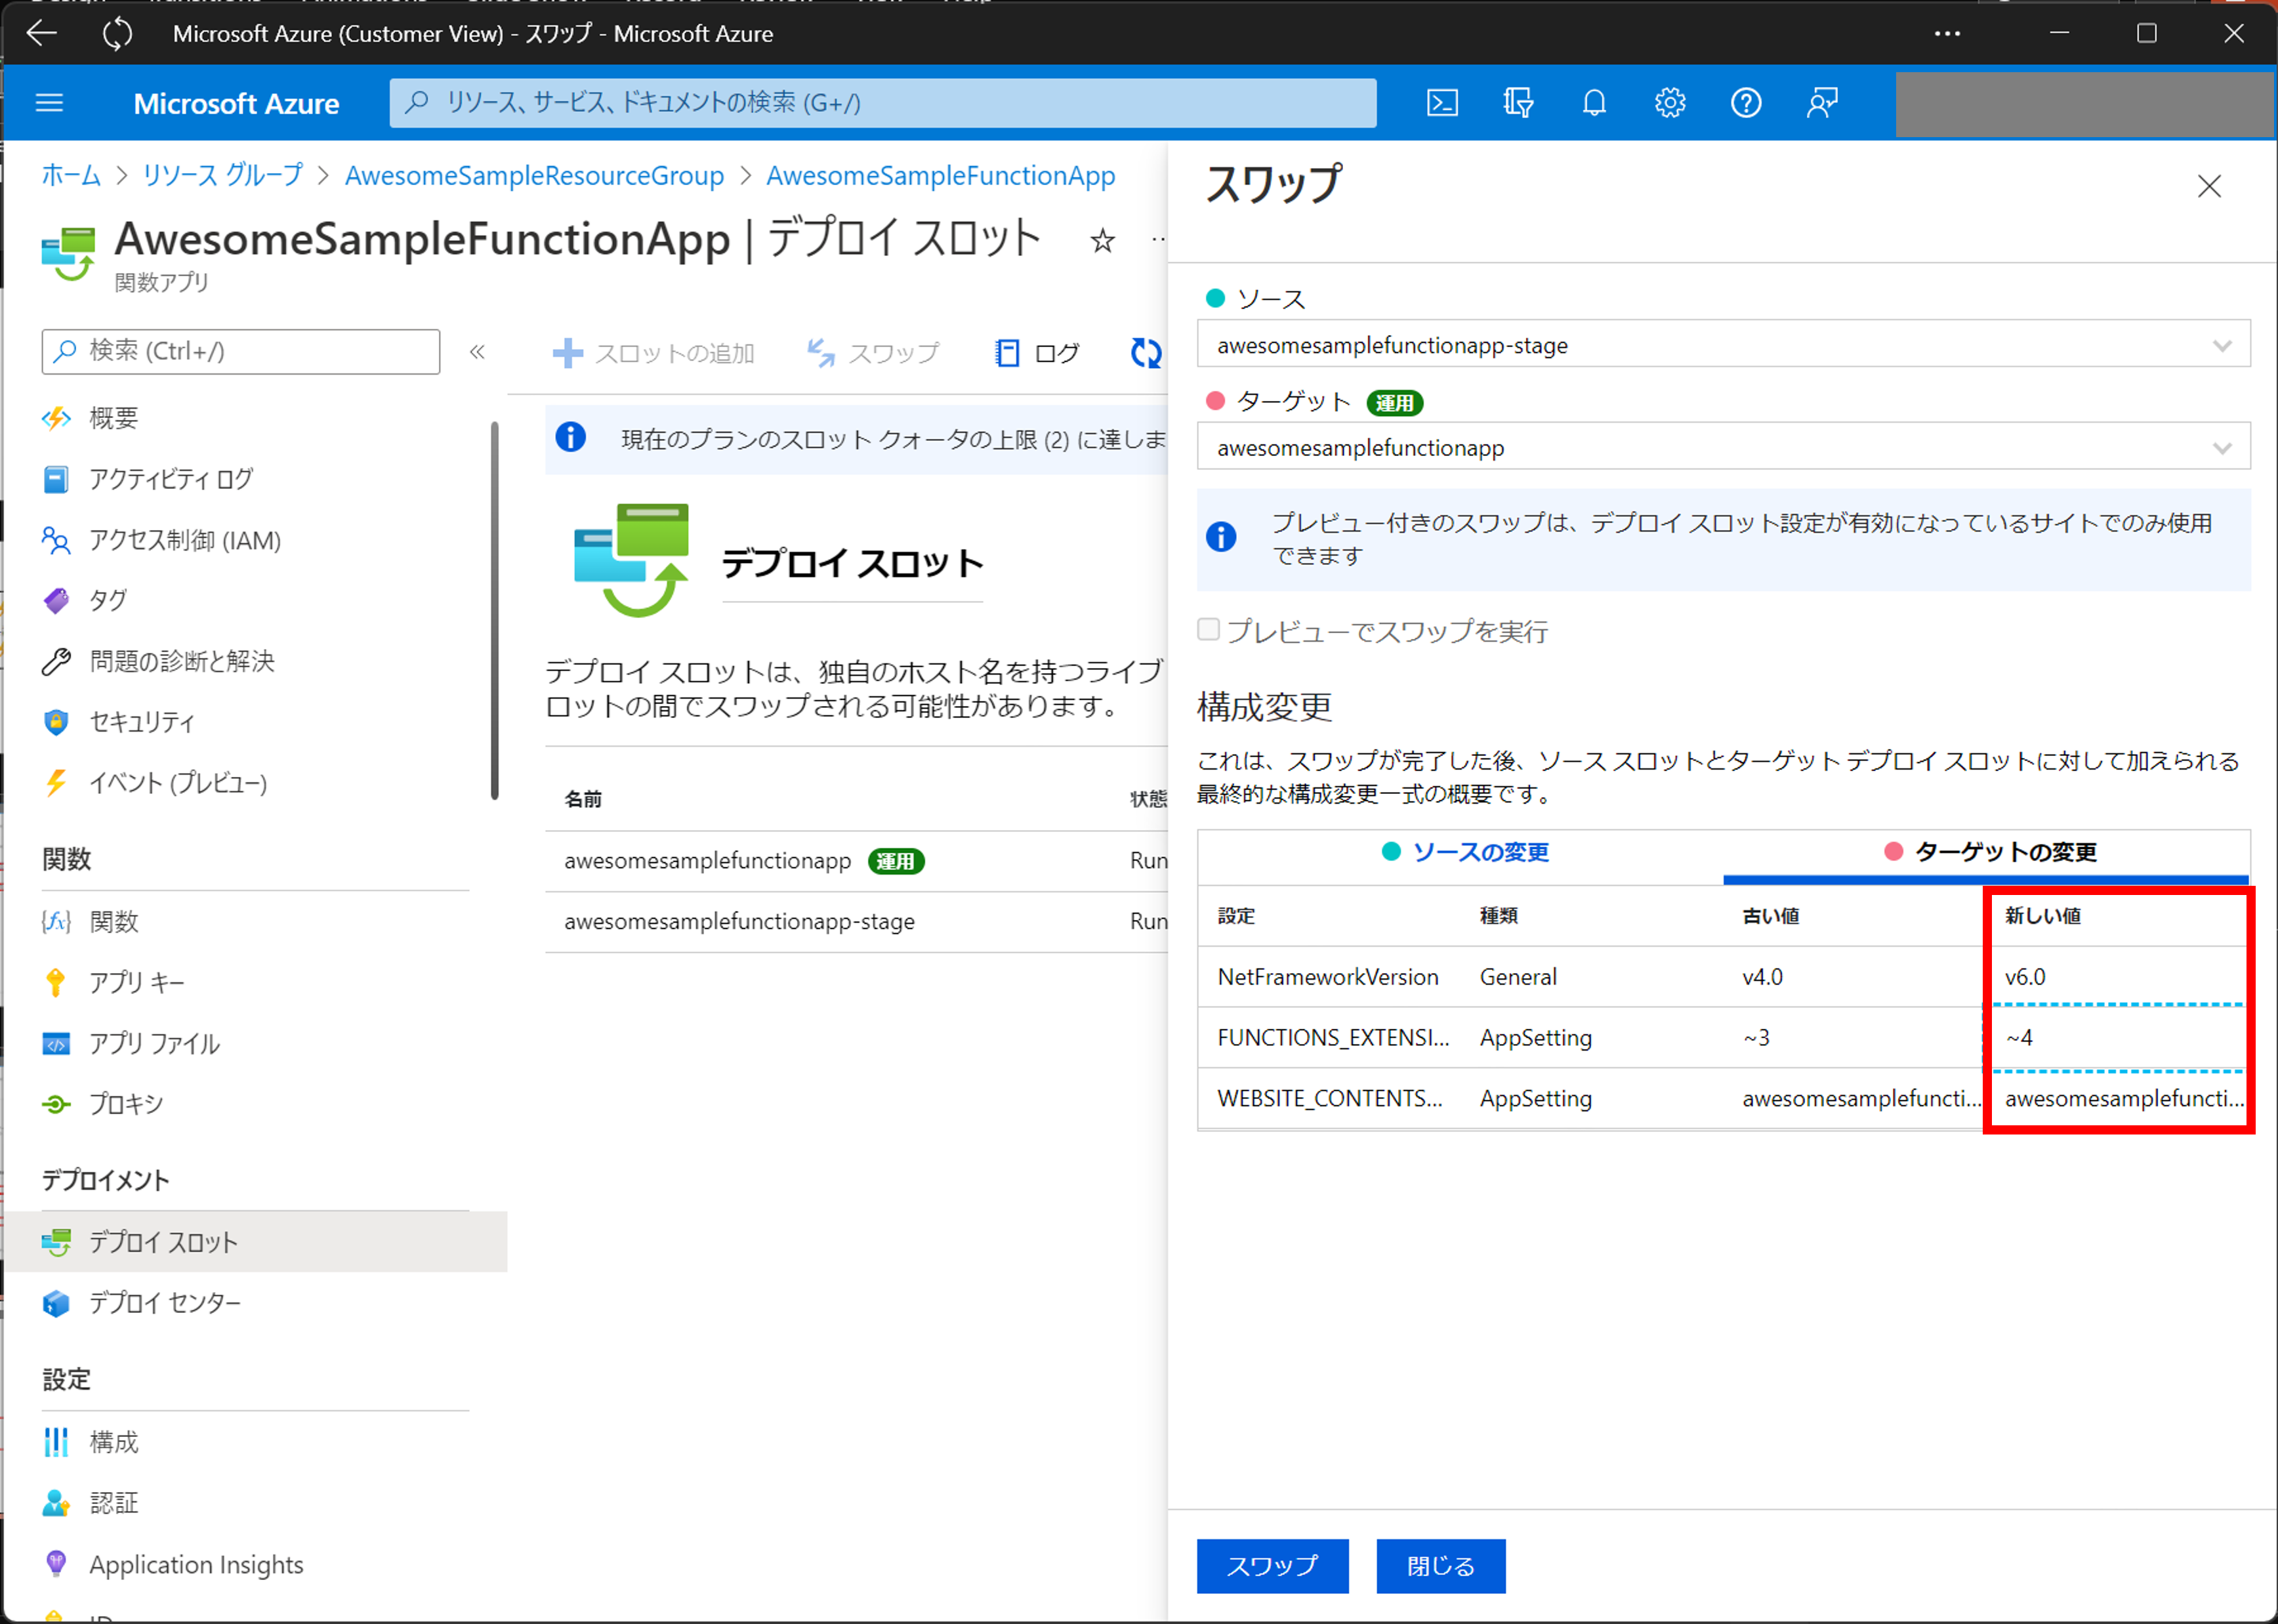 Microsoft Azure (Customer View) - スワップ - Microsoft Azure
Microsoft Azure
リソース、サービス、ドキュメントの検索 (G+/)
ホーム > リソース グループ > AwesomeSampleResourceGroup > AwesomeSampleFunctionApp
AwesomeSampleFunctionApp | デプロイ スロット
関数アプリ
検索 (Ctrl+/)
概要
アクティビティ ログ
アクセス制御 (IAM)
タグ
問題の診断と解決
セキュリティ
イベント (プレビュー)
関数
関数
アプリ キー
アプリ ファイル
プロキシ
デプロイメント
デプロイ スロット
デプロイ センター
設定
構成
認証
Application Insights
スロットの追加 スワップ ログ
現在のプランのスロット クォータの上限 (2) に達しま
デプロイ スロット
デプロイ スロットは、独自のホスト名を持つライブ
ロットの間でスワップされる可能性があります。
名前 状態
awesomesamplefunctionapp 運用 Run
awesomesamplefunctionapp-stage Run
スワップ
ソース
awesomesamplefunctionapp-stage
ターゲット 運用
awesomesamplefunctionapp
プレビュー付きのスワップは、デプロイ スロット設定が有効になっているサイトでのみ使用
できます
プレビューでスワップを実行
構成変更
これは、スワップが完了した後、ソース スロットとターゲット デプロイ スロットに対して加えられる
最終的な構成変更一式の概要です。
ソースの変更 ターゲットの変更
設定 種類 古い値 新しい値
NetFrameworkVersion General v4.0 v6.0
FUNCTIONS_EXTENSI... AppSetting ~3 ~4
WEBSITE_CONTENTS... AppSetting awesomesamplefuncti... awesomesamplefuncti...
スワップ 閉じる